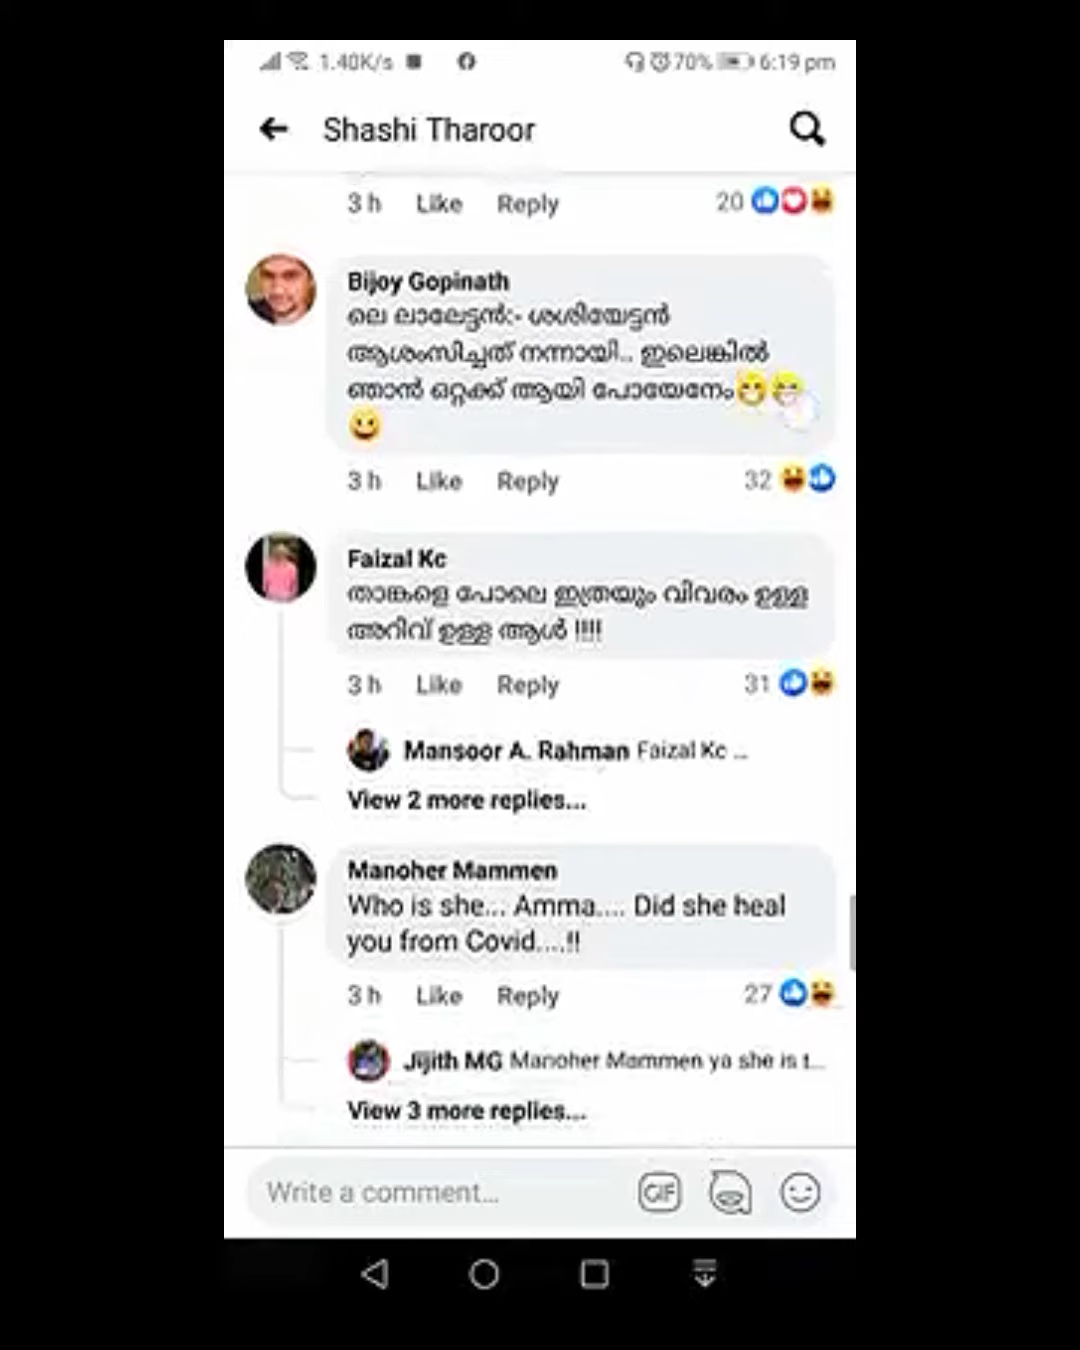 1.40K/s 70% 6:19 pm
Shashi Tharoor
3 h Like Reply 20
Bijoy Gopinath
ലെ ലാലേട്ടൻ:- ശശിയേട്ടൻ
ആശംസിച്ചത് നന്നായി.. ഇലെങ്കിൽ
ഞാൻ ഒറ്റക്ക് ആയി പോയേനേം😁😁
😀
3 h Like Reply 32
Faizal Kc
താങ്കളെ പോലെ ഇത്രയും വിവരം ഉള്ള
അറിവ് ഉള്ള ആൾ !!!!
3 h Like Reply 31
Mansoor A. Rahman Faizal Kc ...
View 2 more replies...
Manoher Mammen
Who is she... Amma.... Did she heal
you from Covid....!!
3 h Like Reply 27
Jijith MG Manoher Mammen ya she is t...
View 3 more replies...
Write a comment... GIF